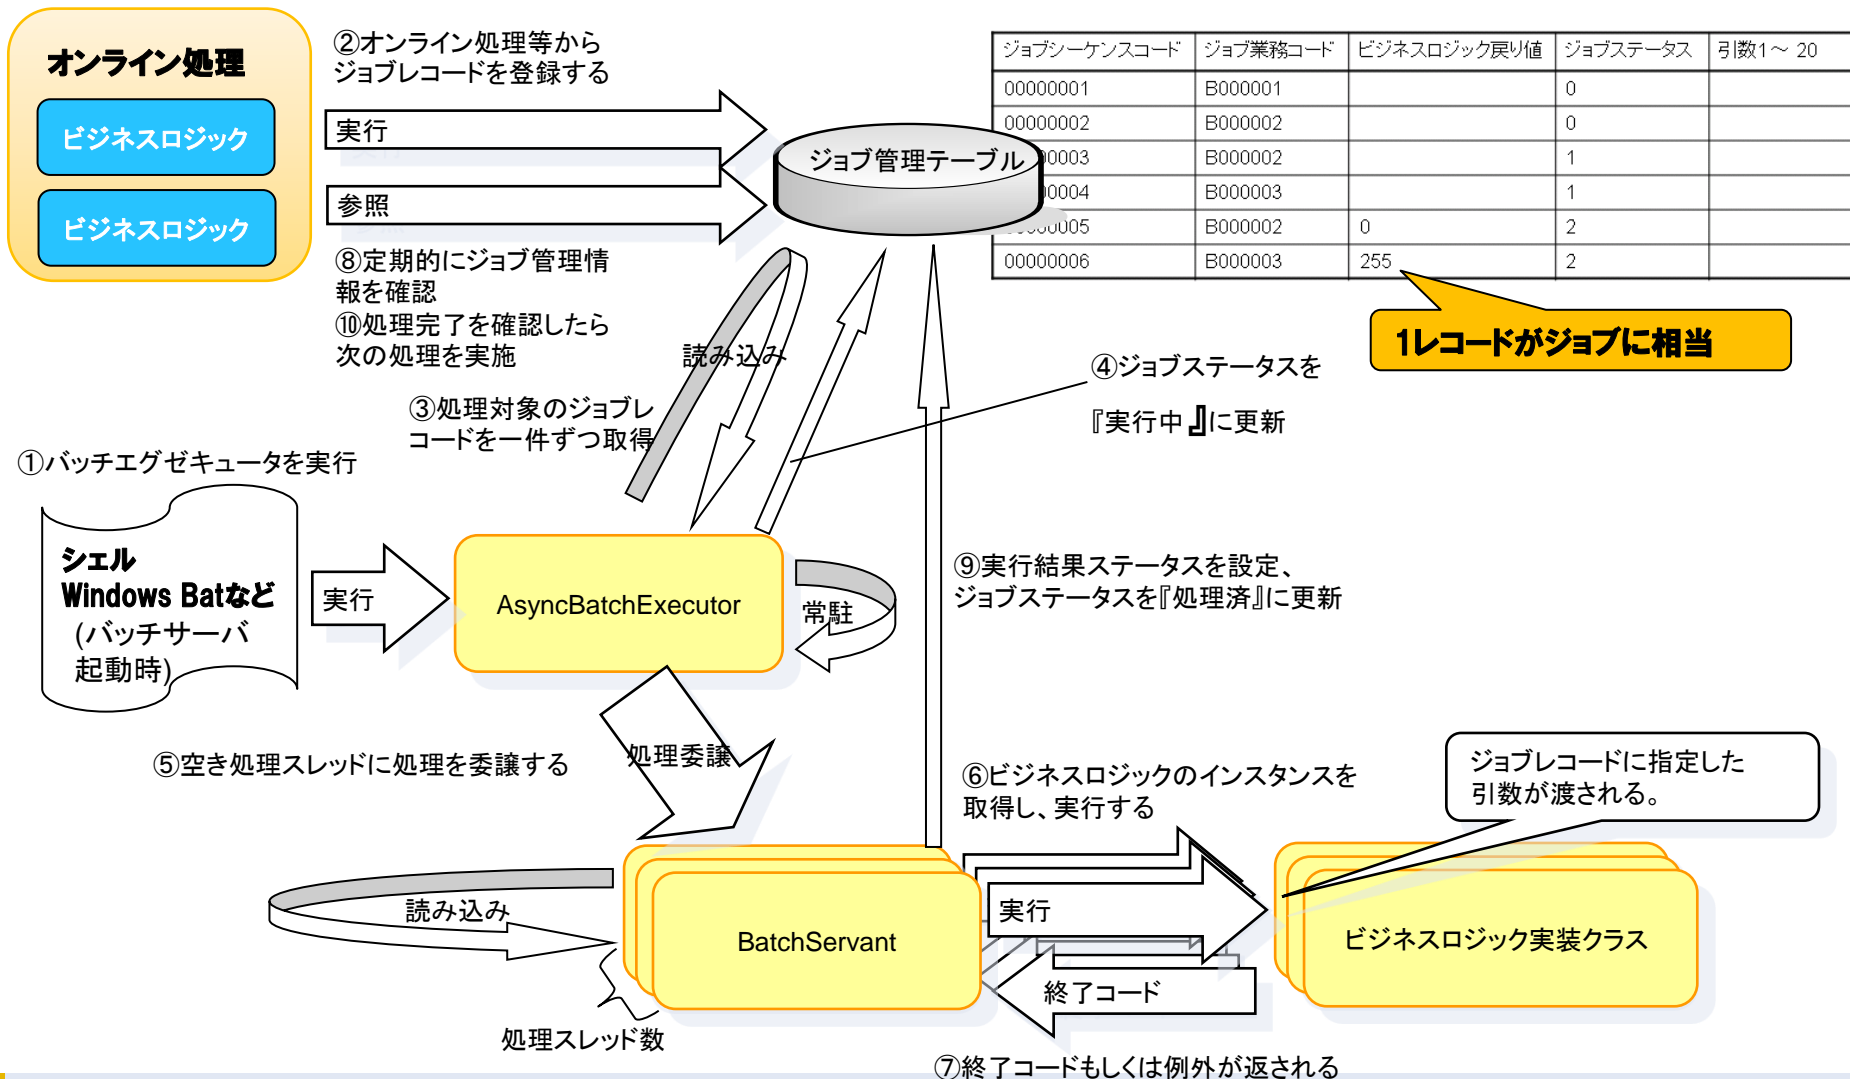 オンライン処理
ビジネスロジック
ビジネスロジック
②オンライン処理等から
ジョブレコードを登録する
実行
参照
⑧定期的にジョブ管理情
報を確認
⑩処理完了を確認したら
次の処理を実施
ジョブ管理テーブル
ジョブシーケンスコード ジョブ業務コード ビジネスロジック戻り値 ジョブステータス 引数1～ 20
00000001 B000001 0
00000002 B000002 0
0003 B000002 1
0004 B000003 1
0005 B000002 0 2
00000006 B000003 255 2
1レコードがジョブに相当
読み込み
③処理対象のジョブレ
コードを一件ずつ取得
④ジョブステータスを
『実行中』に更新
①バッチエグゼキュータを実行
シェル
Windows Batなど
(バッチサーバ
起動時)
実行
AsyncBatchExecutor
常駐
⑨実行結果ステータスを設定、
ジョブステータスを『処理済』に更新
⑤空き処理スレッドに処理を委譲する
処理委譲
⑥ビジネスロジックのインスタンスを
取得し、実行する
ジョブレコードに指定した
引数が渡される。
読み込み
BatchServant
実行
終了コード
ビジネスロジック実装クラス
処理スレッド数
⑦終了コードもしくは例外が返される